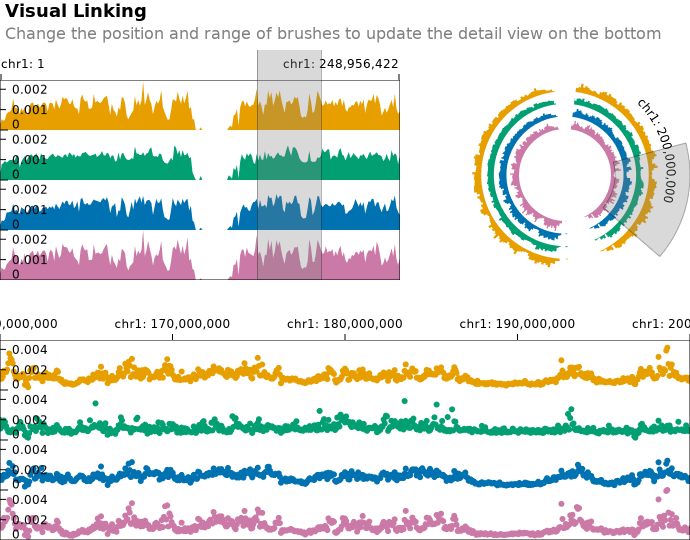 Visual Linking
Change the position and range of brushes to update the detail view on the bottom
chr1: 1
chr1: 248,956,422
0.002
0.001
0
0.002
0.001
0
0.002
0.001
0
0.002
0.001
0
chr1: 200,000,000
0,000,000
chr1: 170,000,000
chr1: 180,000,000
chr1: 190,000,000
chr1: 200
0.004
0.002
0
0.004
0.002
0
0.004
0.002
0
0.004
0.002
0